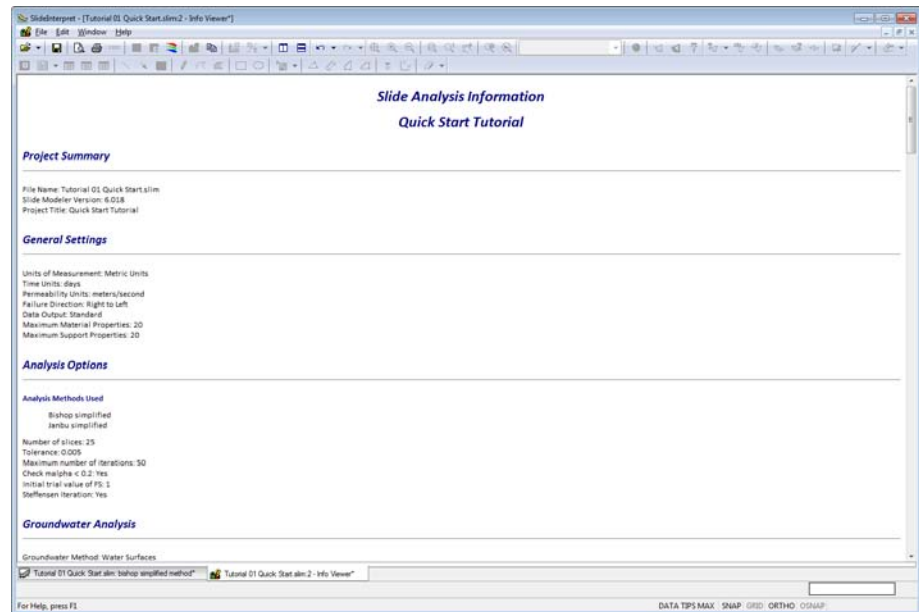 SlideInterpret - [Tutorial 01 Quick Start.slim:2 - Info Viewer*]
File Edit Window Help
Slide Analysis Information
Quick Start Tutorial
Project Summary
File Name: Tutorial 01 Quick Start.slim
Slide Modeler Version: 6.018
Project Title: Quick Start Tutorial
General Settings
Units of Measurement: Metric Units
Time Units: days
Permeability Units: meters/second
Failure Direction: Right to Left
Data Output: Standard
Maximum Material Properties: 20
Maximum Support Properties: 20
Analysis Options
Analysis Methods Used
Bishop simplified
Janbu simplified
Number of slices: 25
Tolerance: 0.005
Maximum number of iterations: 50
Check malpha < 0.2: Yes
Initial trial value of FS: 1
Steffensen Iteration: Yes
Groundwater Analysis
Groundwater Method: Water Surfaces
Tutorial 01 Quick Start.slim: bishop simplified method*
Tutorial 01 Quick Start.slim:2 - Info Viewer*
For Help, press F1
DATA TIPS MAX SNAP GRID ORTHO OSNAP